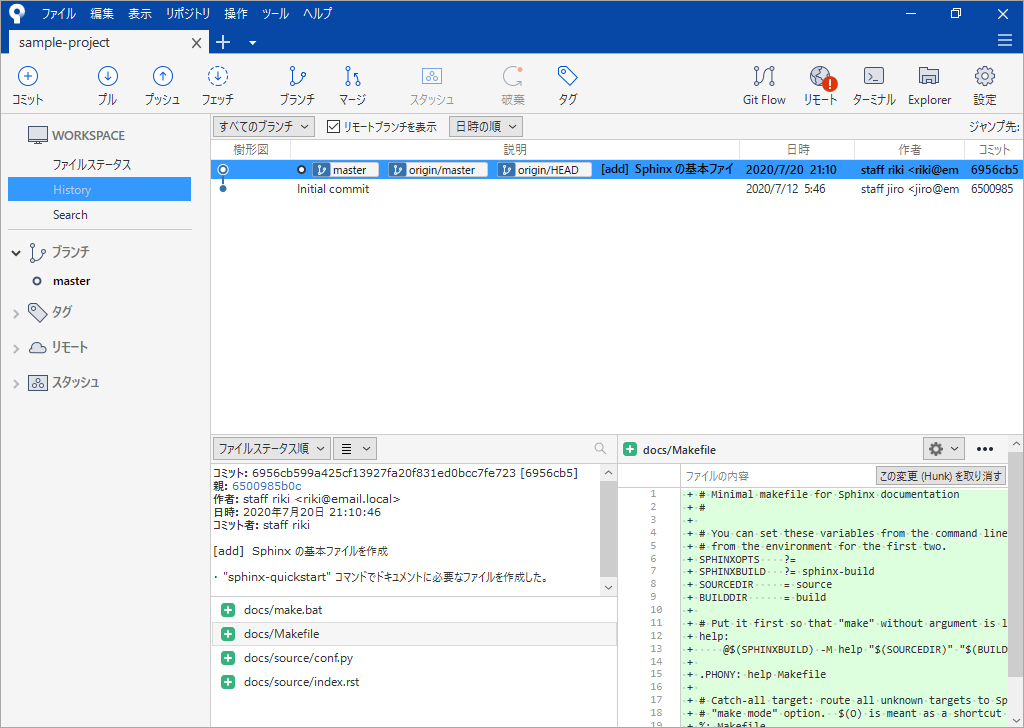 ファイル 編集 表示 リポジトリ 操作 ツール ヘルプ
sample-project
コミット プル プッシュ フェッチ ブランチ マージ スタッシュ 破棄 タグ Git Flow リモート ターミナル Explorer 設定
WORKSPACE
ファイルステータス
History
Search
ブランチ
master
タグ
リモート
スタッシュ
すべてのブランチ リモートブランチを表示 日時の順 ジャンプ先:
樹形図 説明 日時 作者 コミット
master origin/master origin/HEAD [add] Sphinx の基本ファイ 2020/7/20 21:10 staff riki <riki@em 6956cb5
Initial commit 2020/7/12 5:46 staff jiro <jiro@em 6500985
ファイルステータス順
コミット: 6956cb599a425cf13927fa20f831ed0bcc7fe723 [6956cb5]
親: 6500985b0c
作者: staff riki <riki@email.local>
日時: 2020年7月20日 21:10:46
コミット者: staff riki
[add] Sphinx の基本ファイルを作成
・ "sphinx-quickstart" コマンドでドキュメントに必要なファイルを作成した。
docs/make.bat
docs/Makefile
docs/source/conf.py
docs/source/index.rst
docs/Makefile
ファイルの内容 この変更 (Hunk) を取り消す
1 + # Minimal makefile for Sphinx documentation
2 + #
3 +
4 + # You can set these variables from the command line
5 + # from the environment for the first two.
6 + SPHINXOPTS ?=
7 + SPHINXBUILD ?= sphinx-build
8 + SOURCEDIR = source
9 + BUILDDIR = build
10 +
11 + # Put it first so that "make" without argument is l
12 + help:
13 + @$(SPHINXBUILD) -M help "$(SOURCEDIR)" "$(BUILD
14 +
15 + .PHONY: help Makefile
16 +
17 + # Catch-all target: route all unknown targets to Sp
18 + # "make mode" option. $(O) is meant as a shortcut
19 + %: Makefile